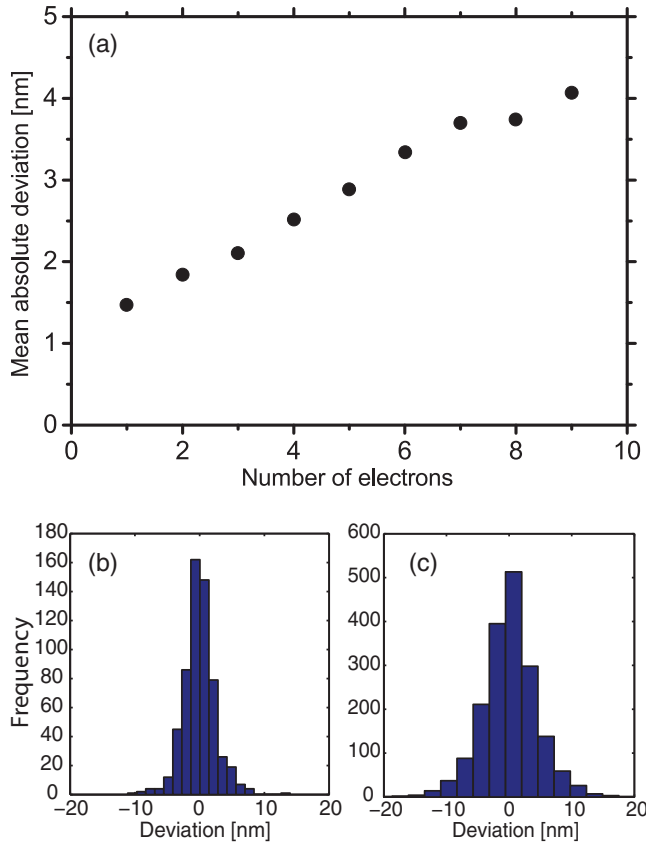 (a)
Mean absolute deviation [nm]
5
4
3
2
1
0
0 2 4 6 8 10
Number of electrons
(b)
Frequency
180
160
140
120
100
80
60
40
20
0
−20 −10 0 10 20
Deviation [nm]
(c)
600
500
400
300
200
100
0
−20 −10 0 10 20
Deviation [nm]